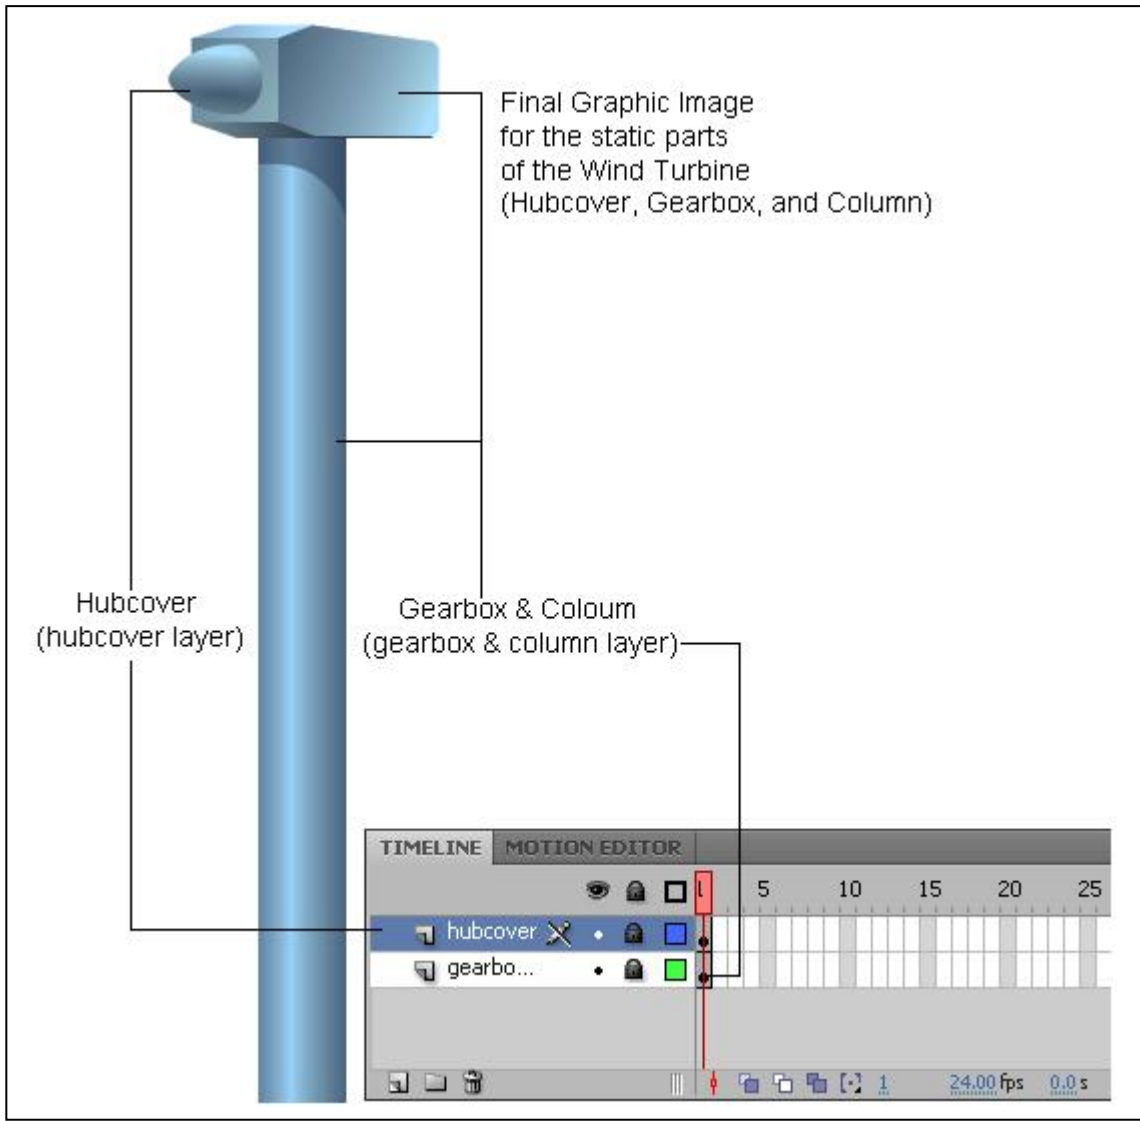 Final Graphic Image
for the static parts
of the Wind Turbine
(Hubcover, Gearbox, and Column)
Hubcover
(hubcover layer)
Gearbox & Coloum
(gearbox & column layer)
TIMELINE MOTION EDITOR
1 5 10 15 20 25
hubcover
gearbo...
1 24.00 fps 0.0 s